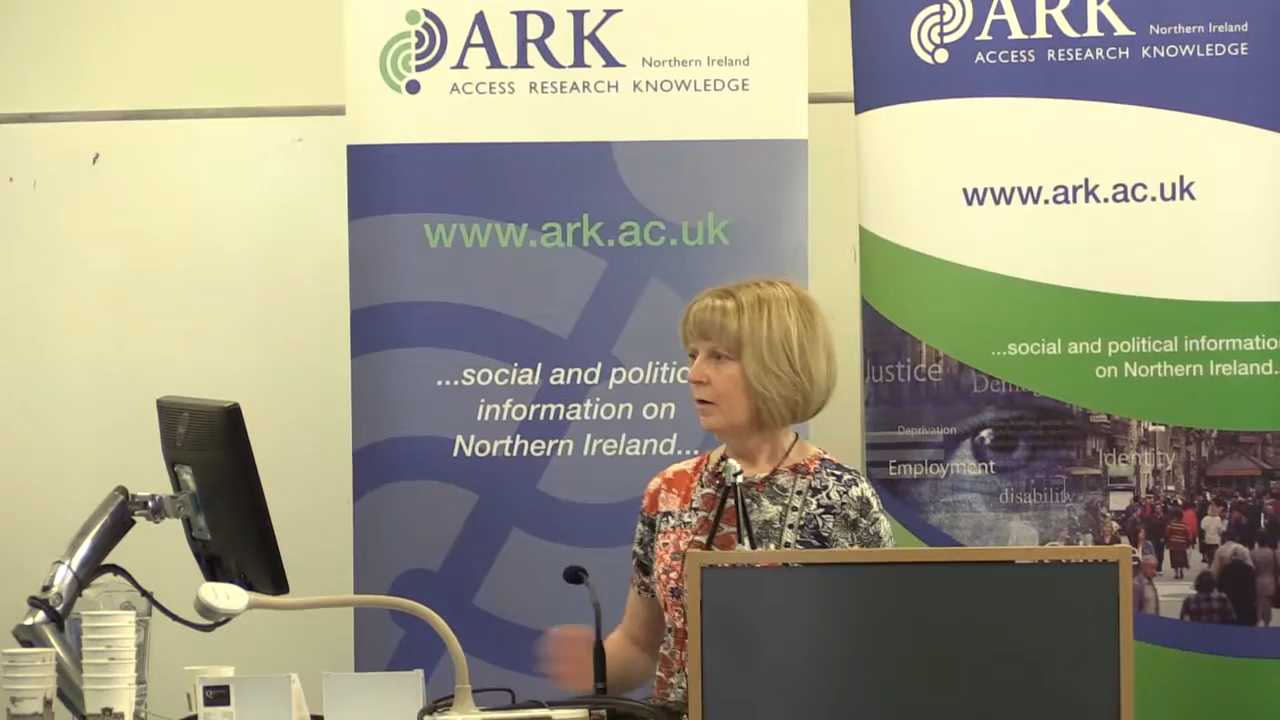 ARK
Northern Ireland
ACCESS RESEARCH KNOWLEDGE
www.ark.ac.uk
...social and politic
information on
Northern Ireland...
ARK
Northern Ireland
ACCESS RESEARCH KNOWLEDGE
www.ark.ac.uk
...social and political informatio
on Northern Ireland..
Justice
Deprivation
Employment
Identity
disability